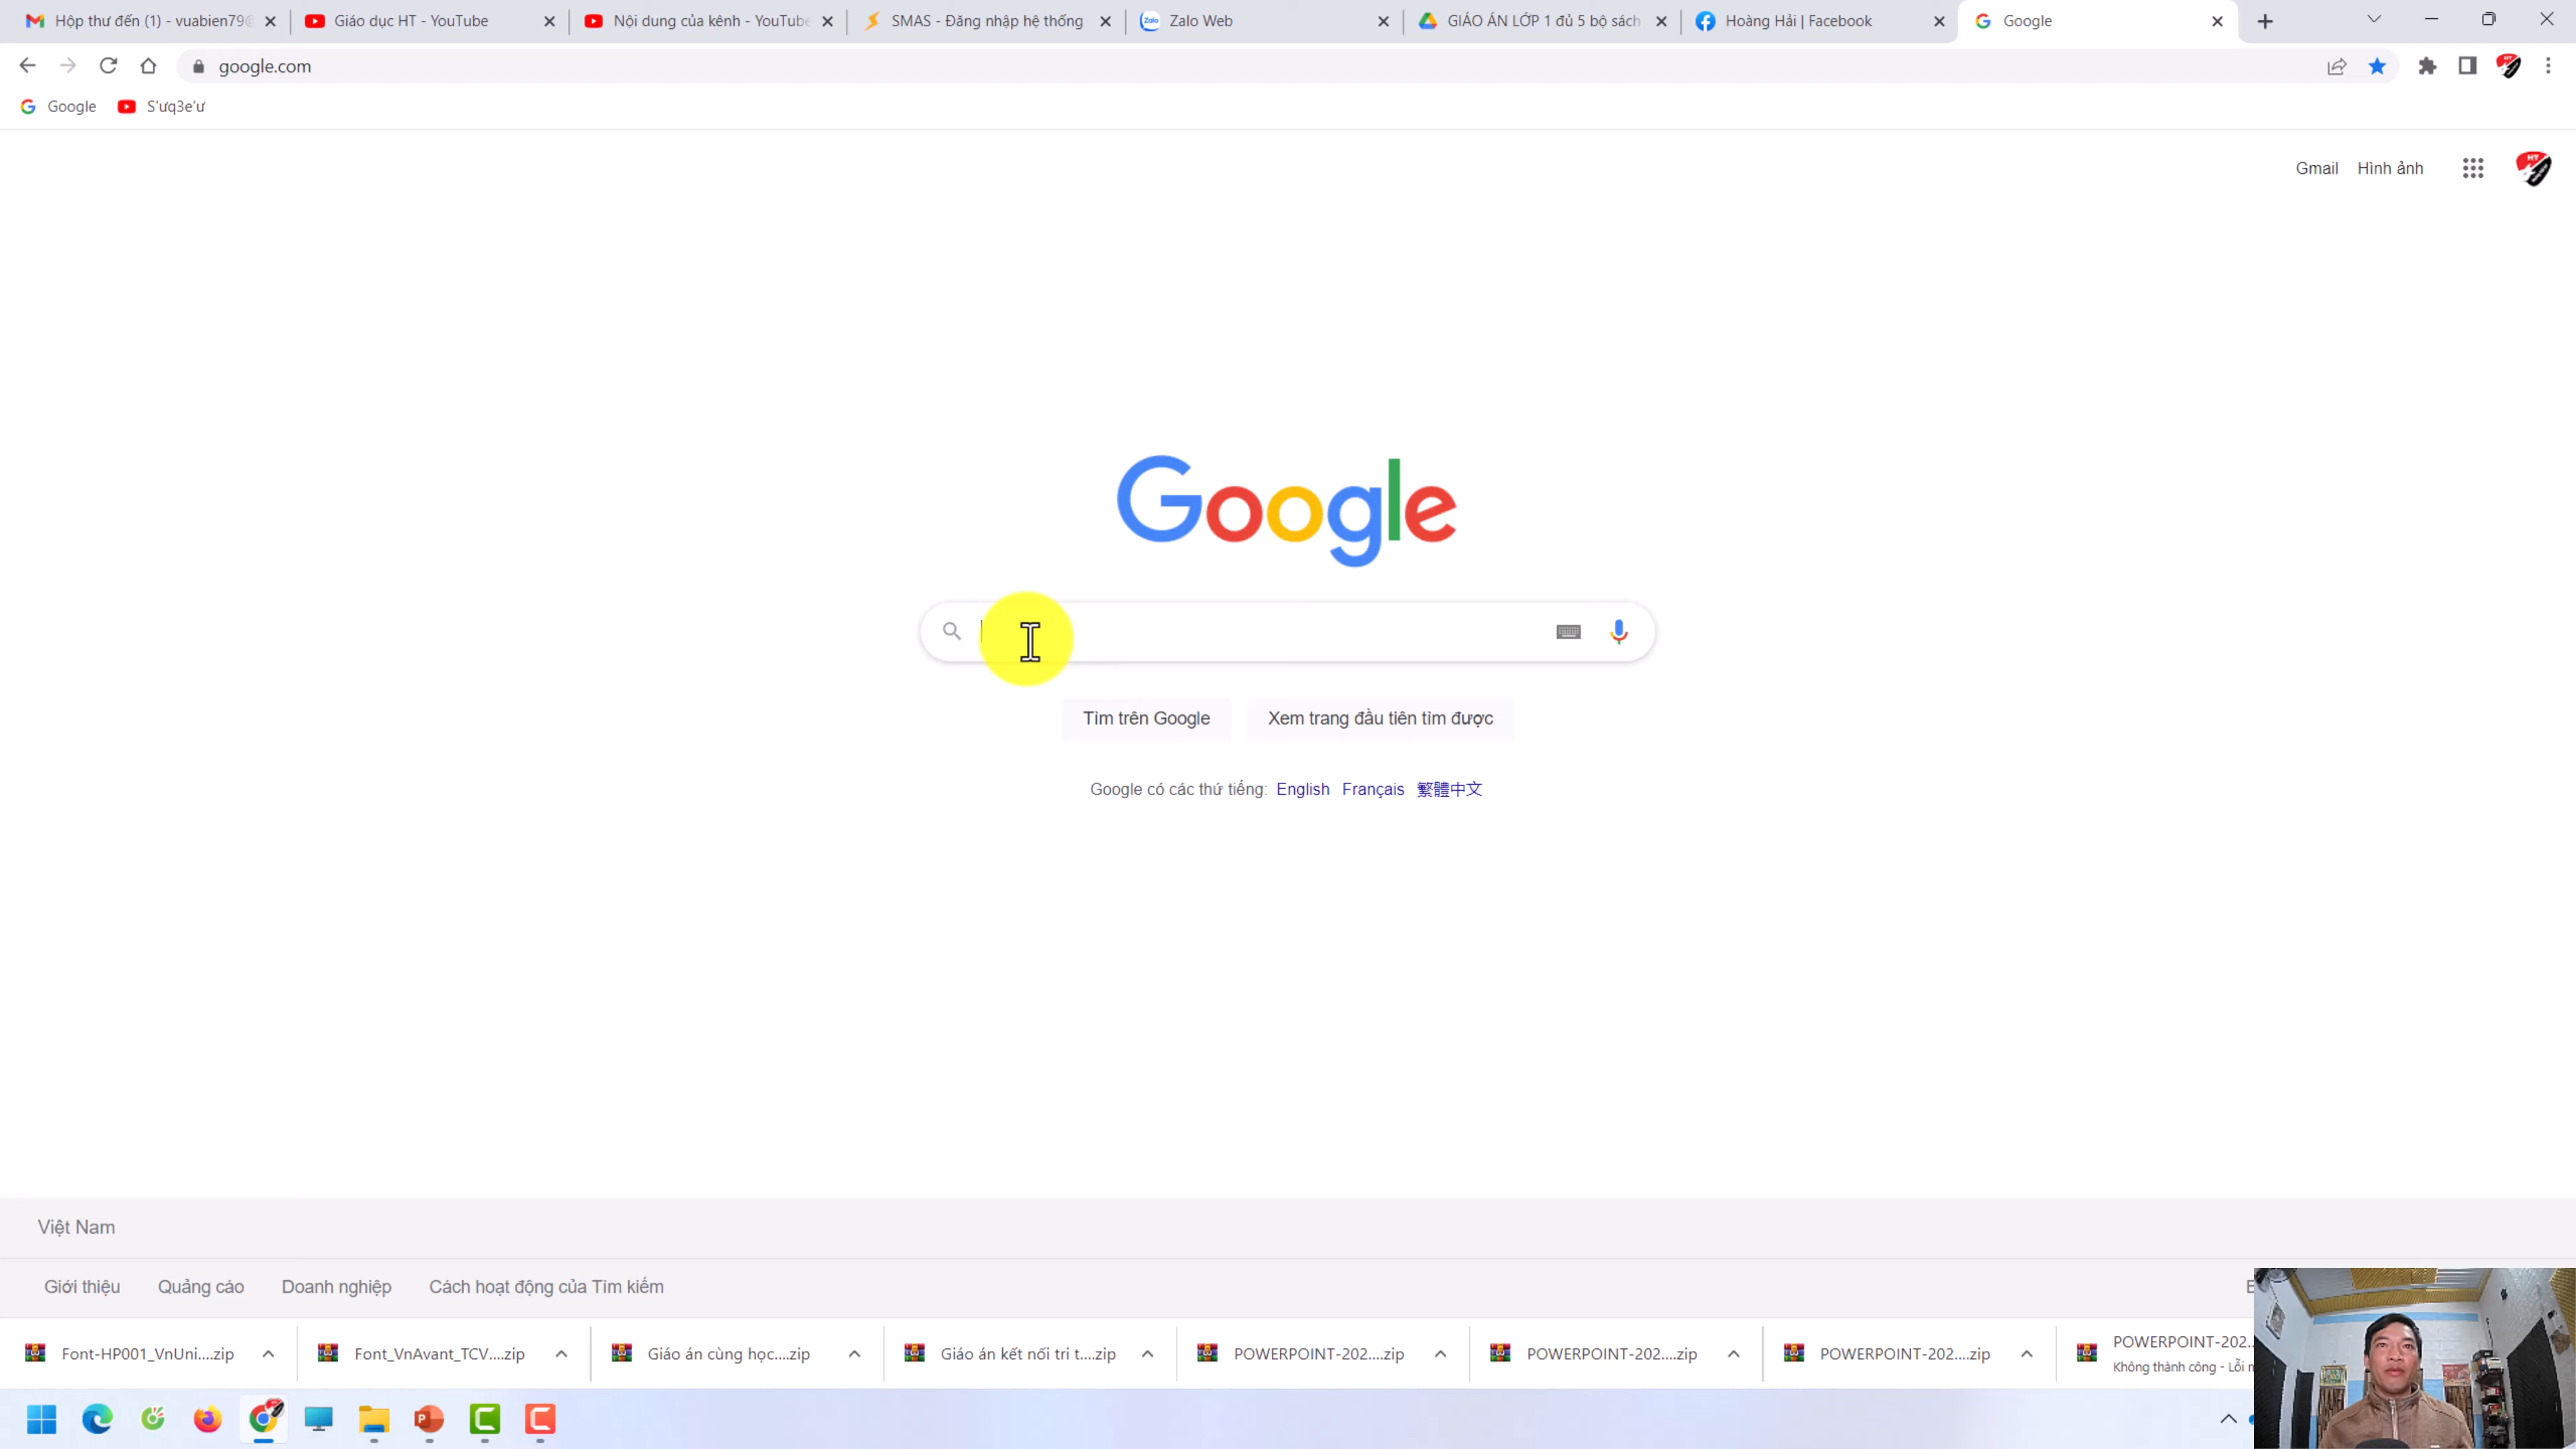 Hộp thư đến (1) - vuabien79@
Giáo dục HT - YouTube
Nội dung của kênh - YouTube
SMAS - Đăng nhập hệ thống
Zalo Web
GIÁO ÁN LỚP 1 đủ 5 bộ sách
Hoàng Hải | Facebook
Google
google.com
Google
S'ưq3e'ư
Gmail
Hình ảnh
Google
Tìm trên Google
Xem trang đầu tiên tìm được
Google có các thứ tiếng: English Français 繁體中文
Việt Nam
Giới thiệu
Quảng cáo
Doanh nghiệp
Cách hoạt động của Tìm kiếm
Font-HP001_VnUni....zip
Font_VnAvant_TCV....zip
Giáo án cùng học....zip
Giáo án kết nối tri t....zip
POWERPOINT-202....zip
POWERPOINT-202....zip
POWERPOINT-202....zip
POWERPOINT-202...
Không thành công - Lỗi